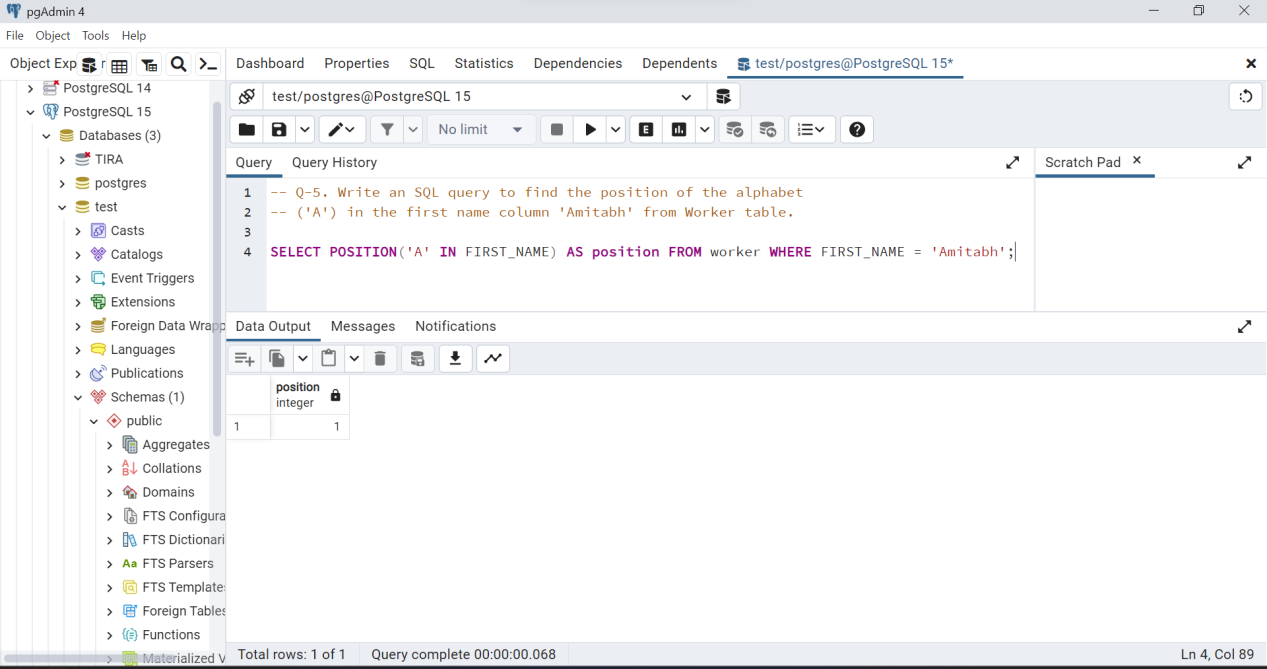 pgAdmin 4
File Object Tools Help
Object Exp r
Dashboard Properties SQL Statistics Dependencies Dependents test/postgres@PostgreSQL 15*
PostgreSQL 14
PostgreSQL 15
Databases (3)
TIRA
postgres
test
Casts
Catalogs
Event Triggers
Extensions
Foreign Data Wrapp
Languages
Publications
Schemas (1)
public
Aggregates
Collations
Domains
FTS Configura
FTS Dictionari
Aa FTS Parsers
FTS Template
Foreign Tables
Functions
Materialized V
test/postgres@PostgreSQL 15
No limit
E
Query Query History
Scratch Pad
1 -- Q-5. Write an SQL query to find the position of the alphabet
2 -- ('A') in the first name column 'Amitabh' from Worker table.
3
4 SELECT POSITION('A' IN FIRST_NAME) AS position FROM worker WHERE FIRST_NAME = 'Amitabh';
Data Output Messages Notifications
position
integer
1 1
Total rows: 1 of 1 Query complete 00:00:00.068 Ln 4, Col 89